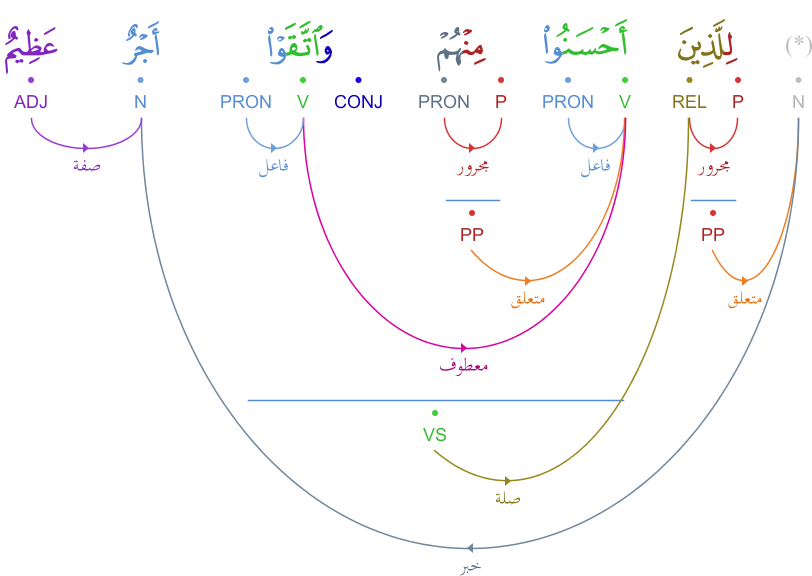 (*) لِلَّذِينَ أَحْسَنُوا۟ مِنْهُمْ وَٱتَّقَوْا۟ أَجْرٌ عَظِيمٌ
N P REL V PRON P PRON CONJ V PRON N ADJ
مجرور فاعل مجرور فاعل صفة
PP PP
متعلق متعلق
معطوف
VS
صلة
خبر